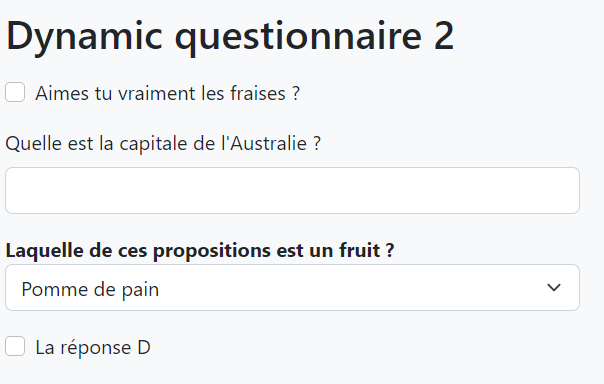 Dynamic questionnaire 2
Aimes tu vraiment les fraises ?
Quelle est la capitale de l'Australie ?
Laquelle de ces propositions est un fruit ?
Pomme de pain
La réponse D